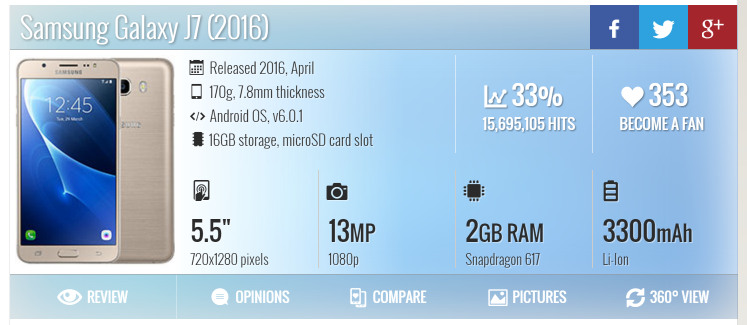 Samsung Galaxy J7 (2016)
f
g+
SAMSUNG
12:45
Released 2016, April
170g, 7.8mm thickness
Android OS, v6.0.1
16GB storage, microSD card slot
33%
15,695,105 HITS
353
BECOME A FAN
5.5"
720x1280 pixels
13MP
1080p
2GB RAM
Snapdragon 617
3300mAh
Li-Ion
REVIEW
OPINIONS
COMPARE
PICTURES
360° VIEW